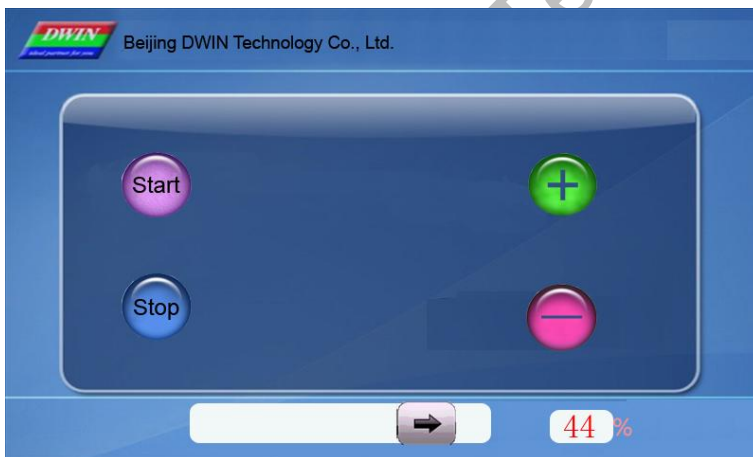 DWIN
Beijing DWIN Technology Co., Ltd.
Start
+
Stop
—
44 %